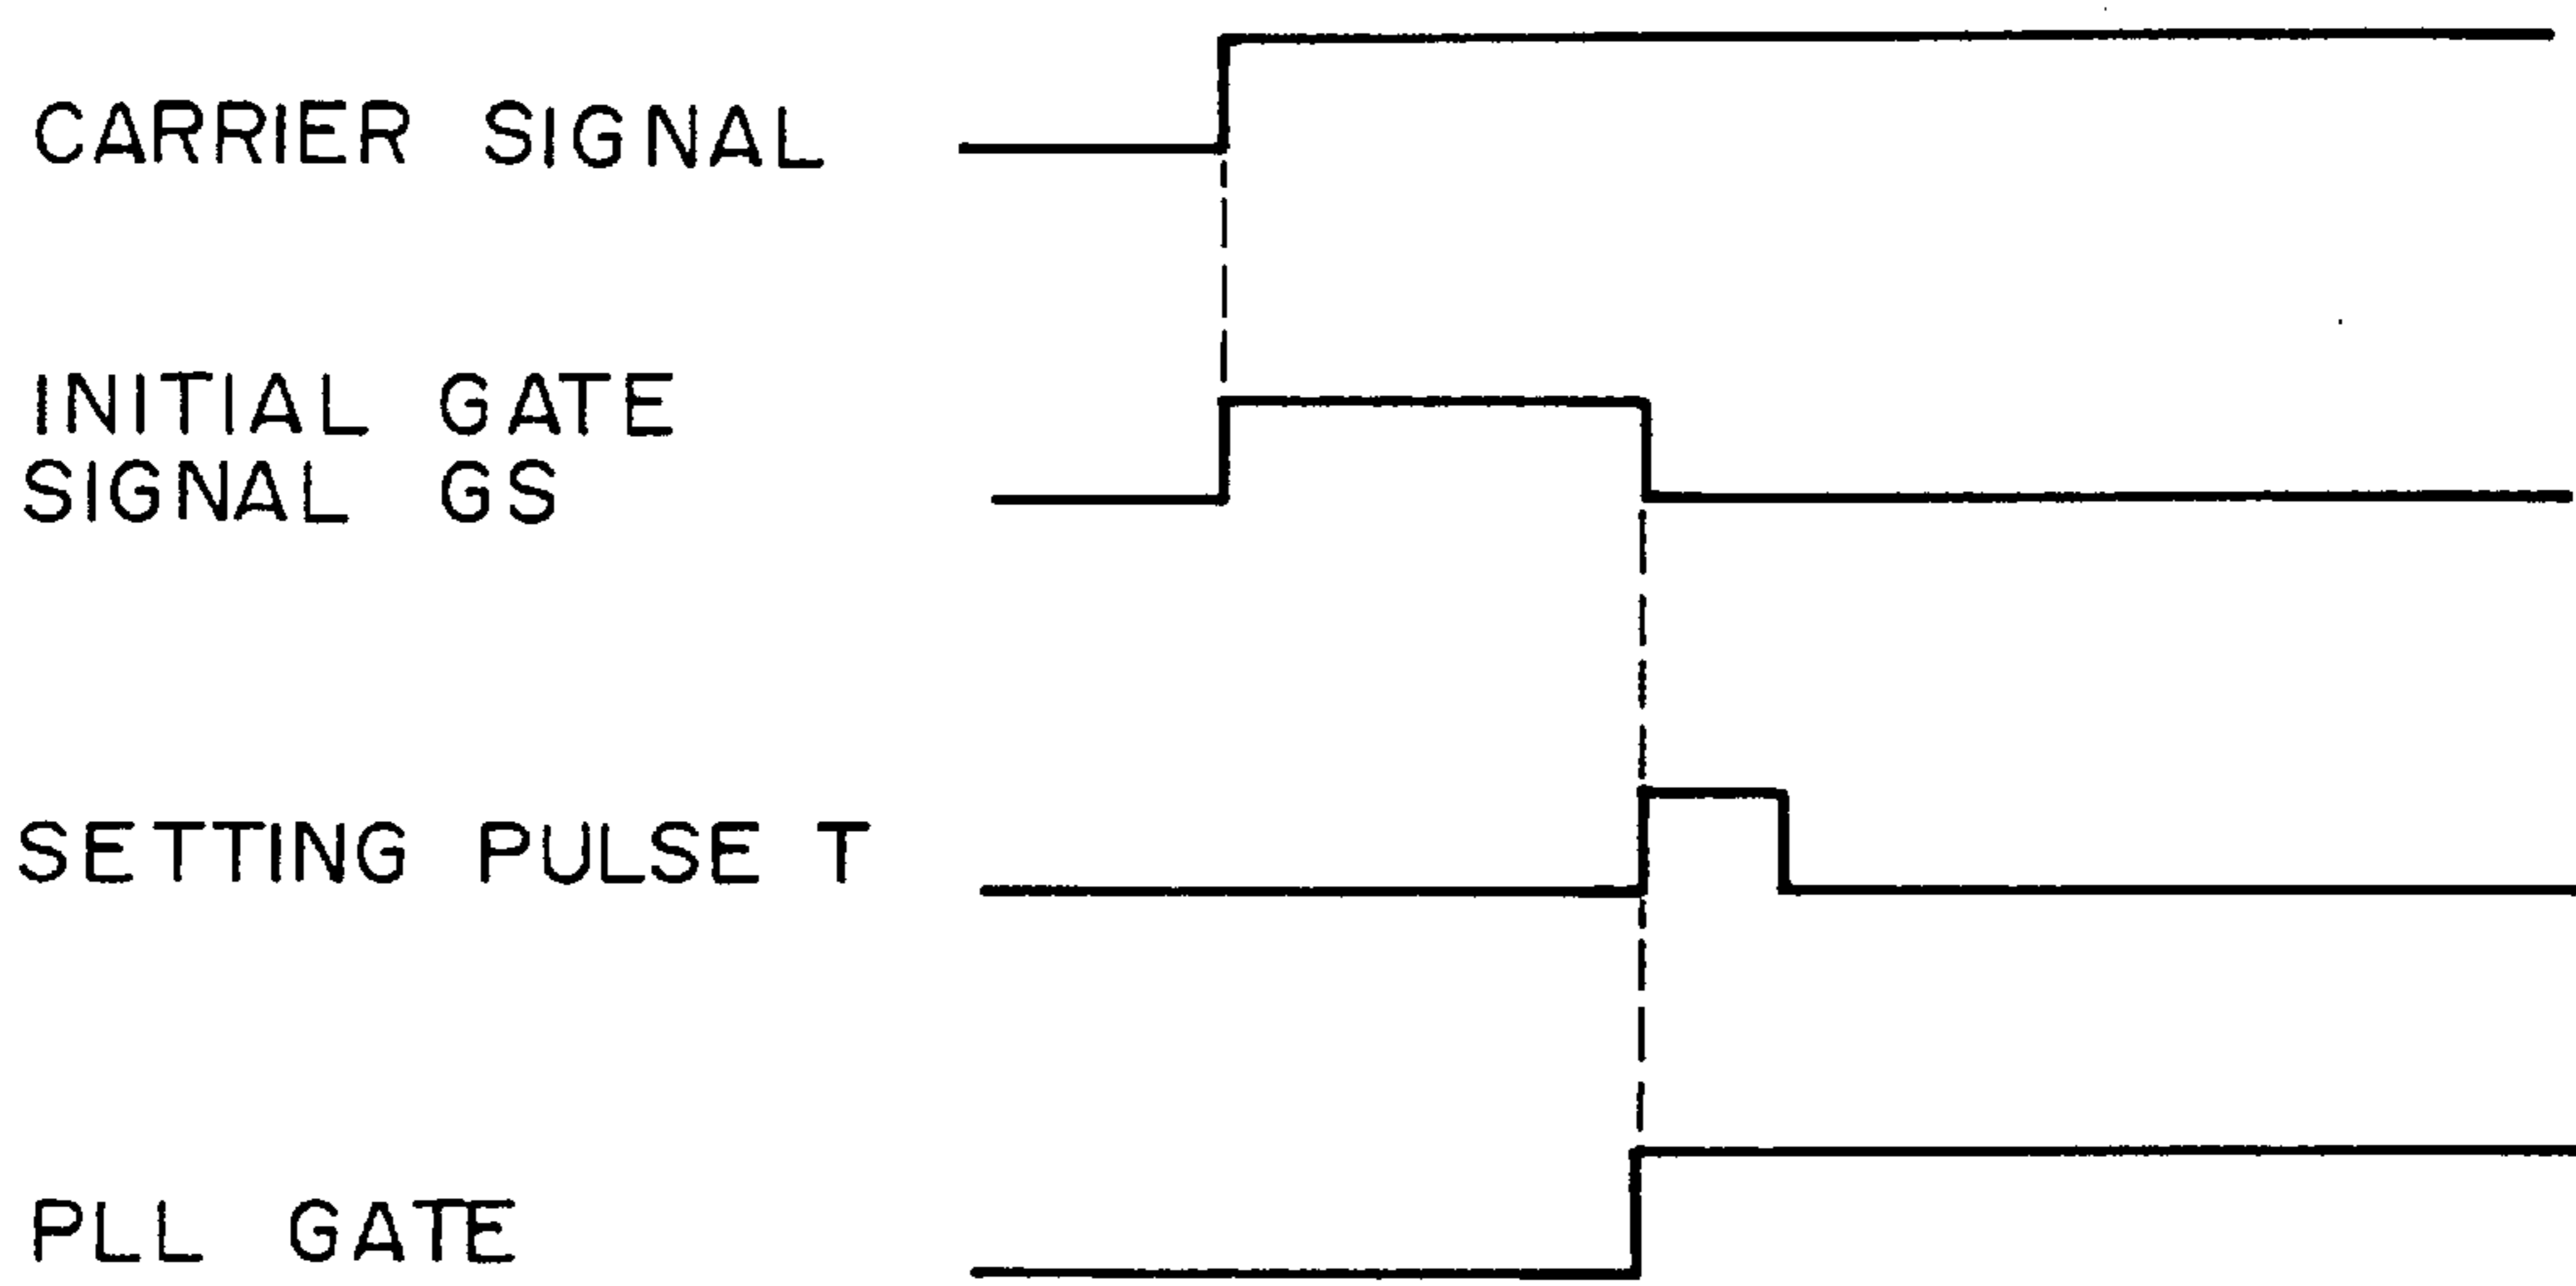 CARRIER SIGNAL
INITIAL GATE
SIGNAL GS
SETTING PULSE T
PLL GATE